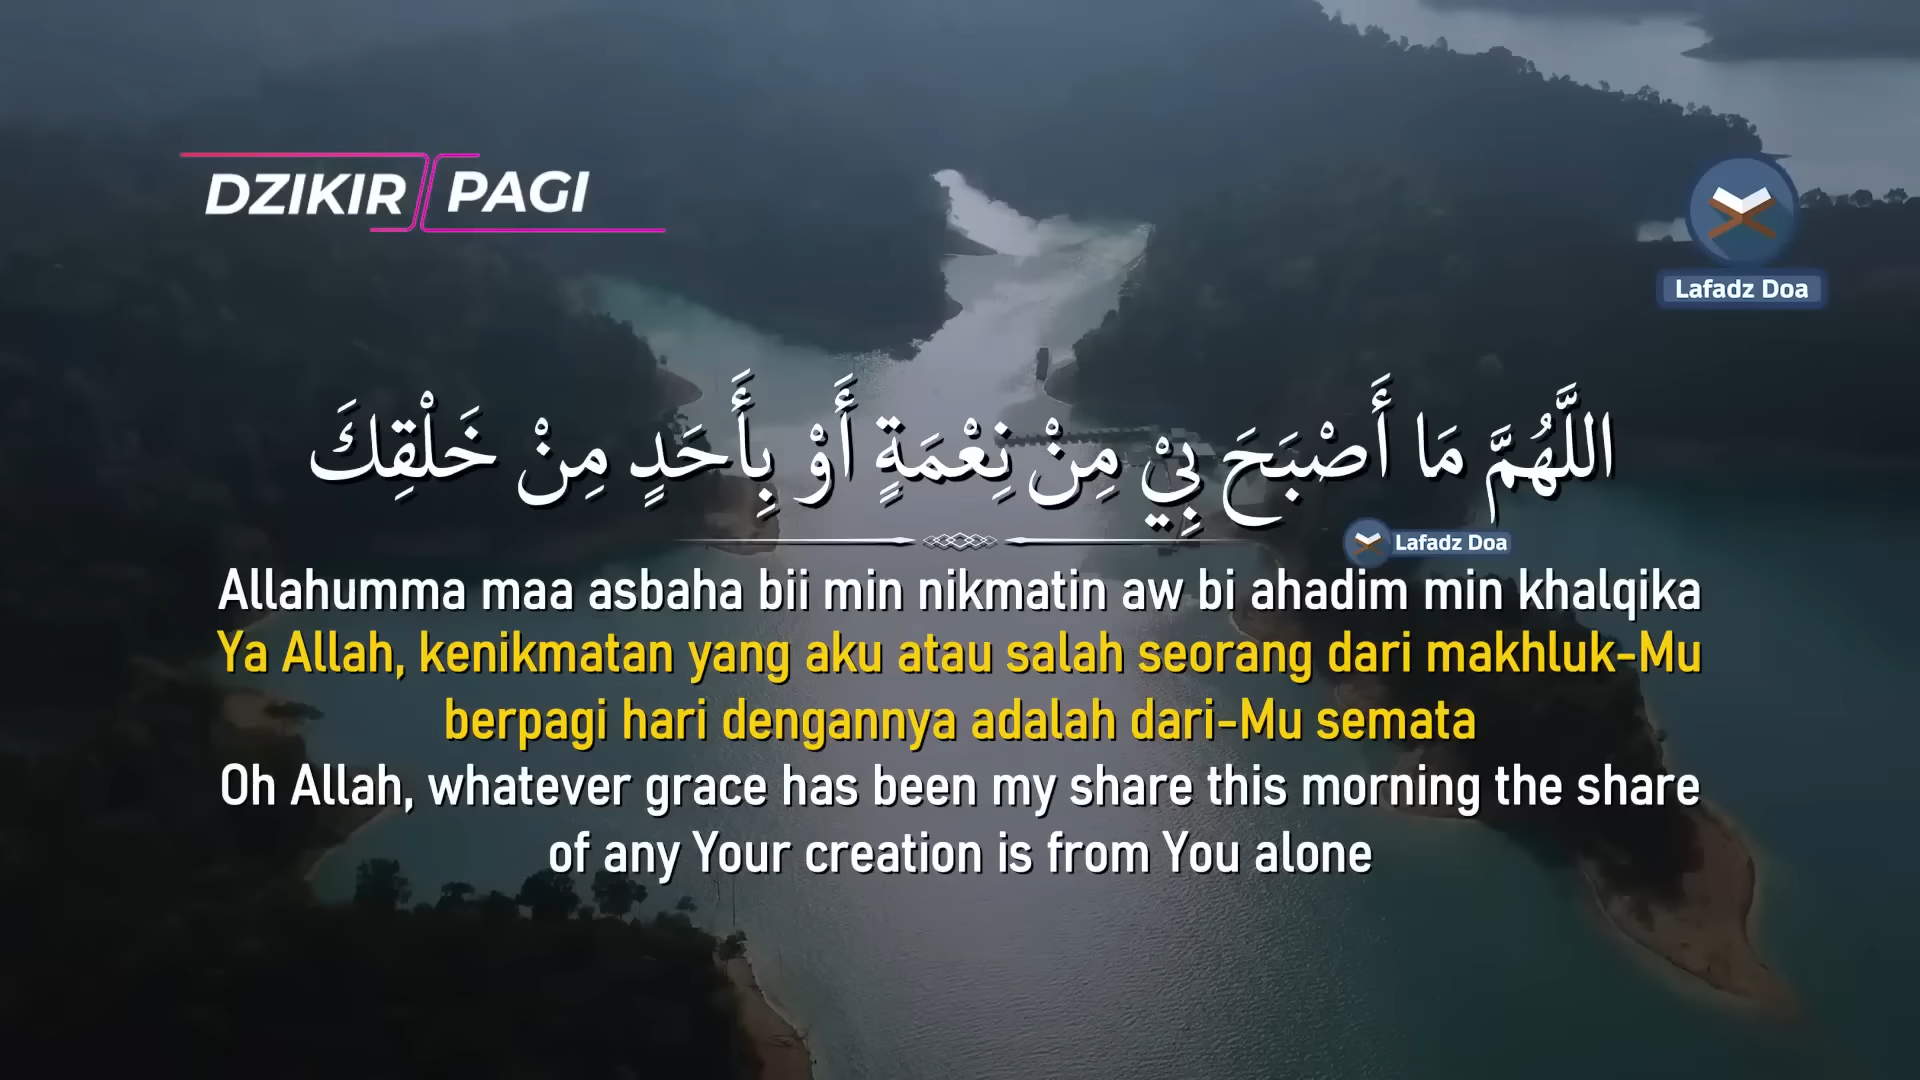 DZIKIR PAGI
Lafadz Doa
اللَّهُمَّ مَا أَصْبَحَ بِيْ مِنْ نِعْمَةٍ أَوْ بِأَحَدٍ مِنْ خَلْقِكَ
Lafadz Doa
Allahumma maa asbaha bii min nikmatin aw bi ahadim min khalqika
Ya Allah, kenikmatan yang aku atau salah seorang dari makhluk-Mu
berpagi hari dengannya adalah dari-Mu semata
Oh Allah, whatever grace has been my share this morning the share
of any Your creation is from You alone